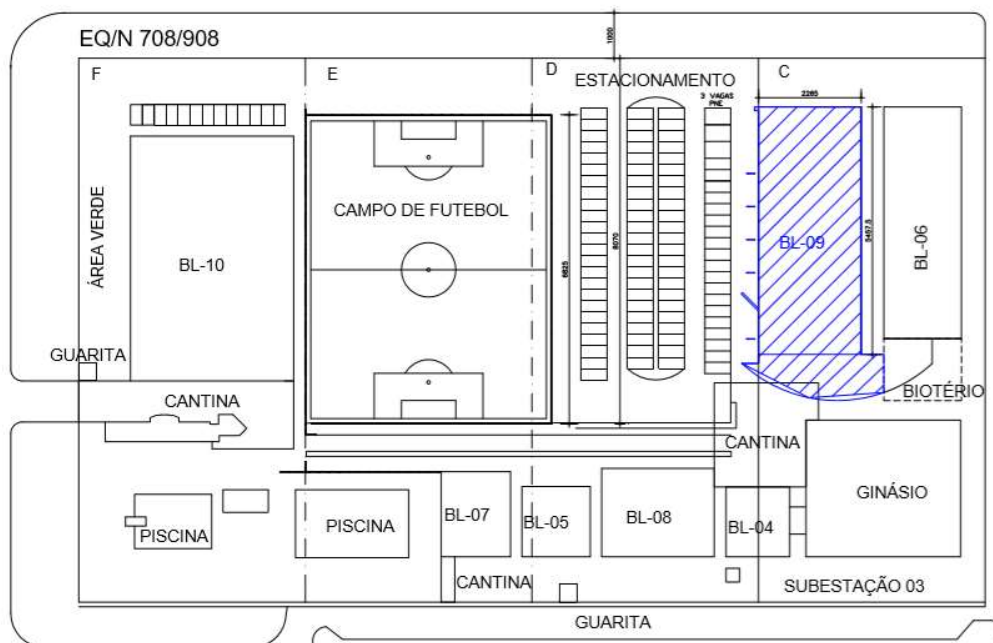 EQ/N 708/908
1000
F
E
D
C
ESTACIONAMENTO
3 VAGAS
PNE
2285
ÁREA VERDE
BL-10
CAMPO DE FUTEBOL
6825
8070
BL-09
5457.5
BL-06
GUARITA
CANTINA
BIOTÉRIO
CANTINA
PISCINA
PISCINA
BL-07
BL-05
BL-08
BL-04
GINÁSIO
CANTINA
SUBESTAÇÃO 03
GUARITA